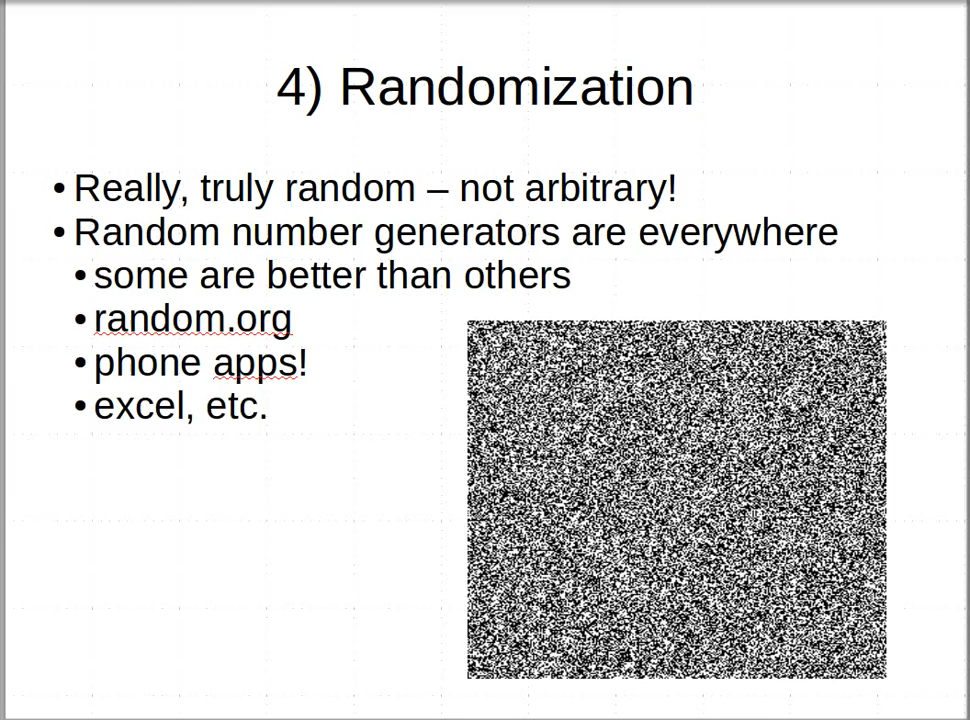 4) Randomization
• Really, truly random – not arbitrary!
• Random number generators are everywhere
• some are better than others
• random.org
• phone apps!
• excel, etc.